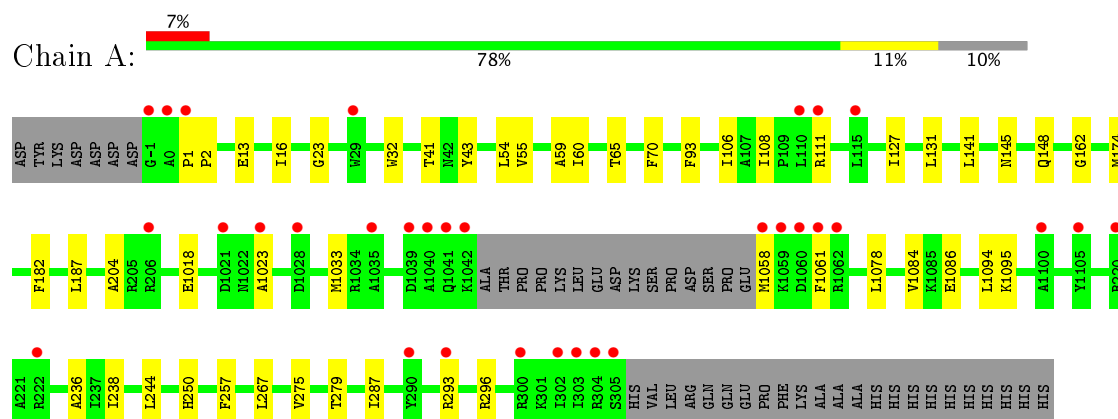 7%
Chain A:
78% 11% 10%
ASP TYR LYS ASP ASP ASP ASP G-1 A0 P1 P2 E13 I16 G23 W29 W32 T41 N42 Y43 L54 V55 A59 I60 T65 F70 F93 I106 A107 I108 P109 L110 R111 L115 I127 L131 L141 N145 Q148 G162 M174
F182 L187 A204 R205 R206 E1018 D1021 N1022 A1023 D1028 M1033 R1034 A1035 D1039 A1040 Q1041 K1042 ALA THR PRO PRO LYS LEU GLU ASP LYS SER PRO ASP SER PRO GLU M1058 K1059 D1060 F1061 R1062 L1078 V1084 K1085 E1086 L1094 K1095 A1100 Y1105 R220
A221 R222 A236 I237 I238 L244 H250 F257 L267 V275 T279 I287 Y290 R293 R296 R300 K301 I302 I303 R304 S305 HIS VAL LEU ARG GLN GLN GLU PRO PHE LYS ALA ALA ALA HIS HIS HIS HIS HIS HIS HIS HIS HIS HIS